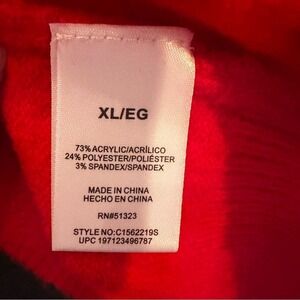 XL/EG
73% ACRYLIC/ACRÍLICO
24% POLYESTER/POLIÉSTER
3% SPANDEX/SPANDEX
MADE IN CHINA
HECHO EN CHINA
RN#51323
STYLE NO:C1562219S
UPC 197123496787